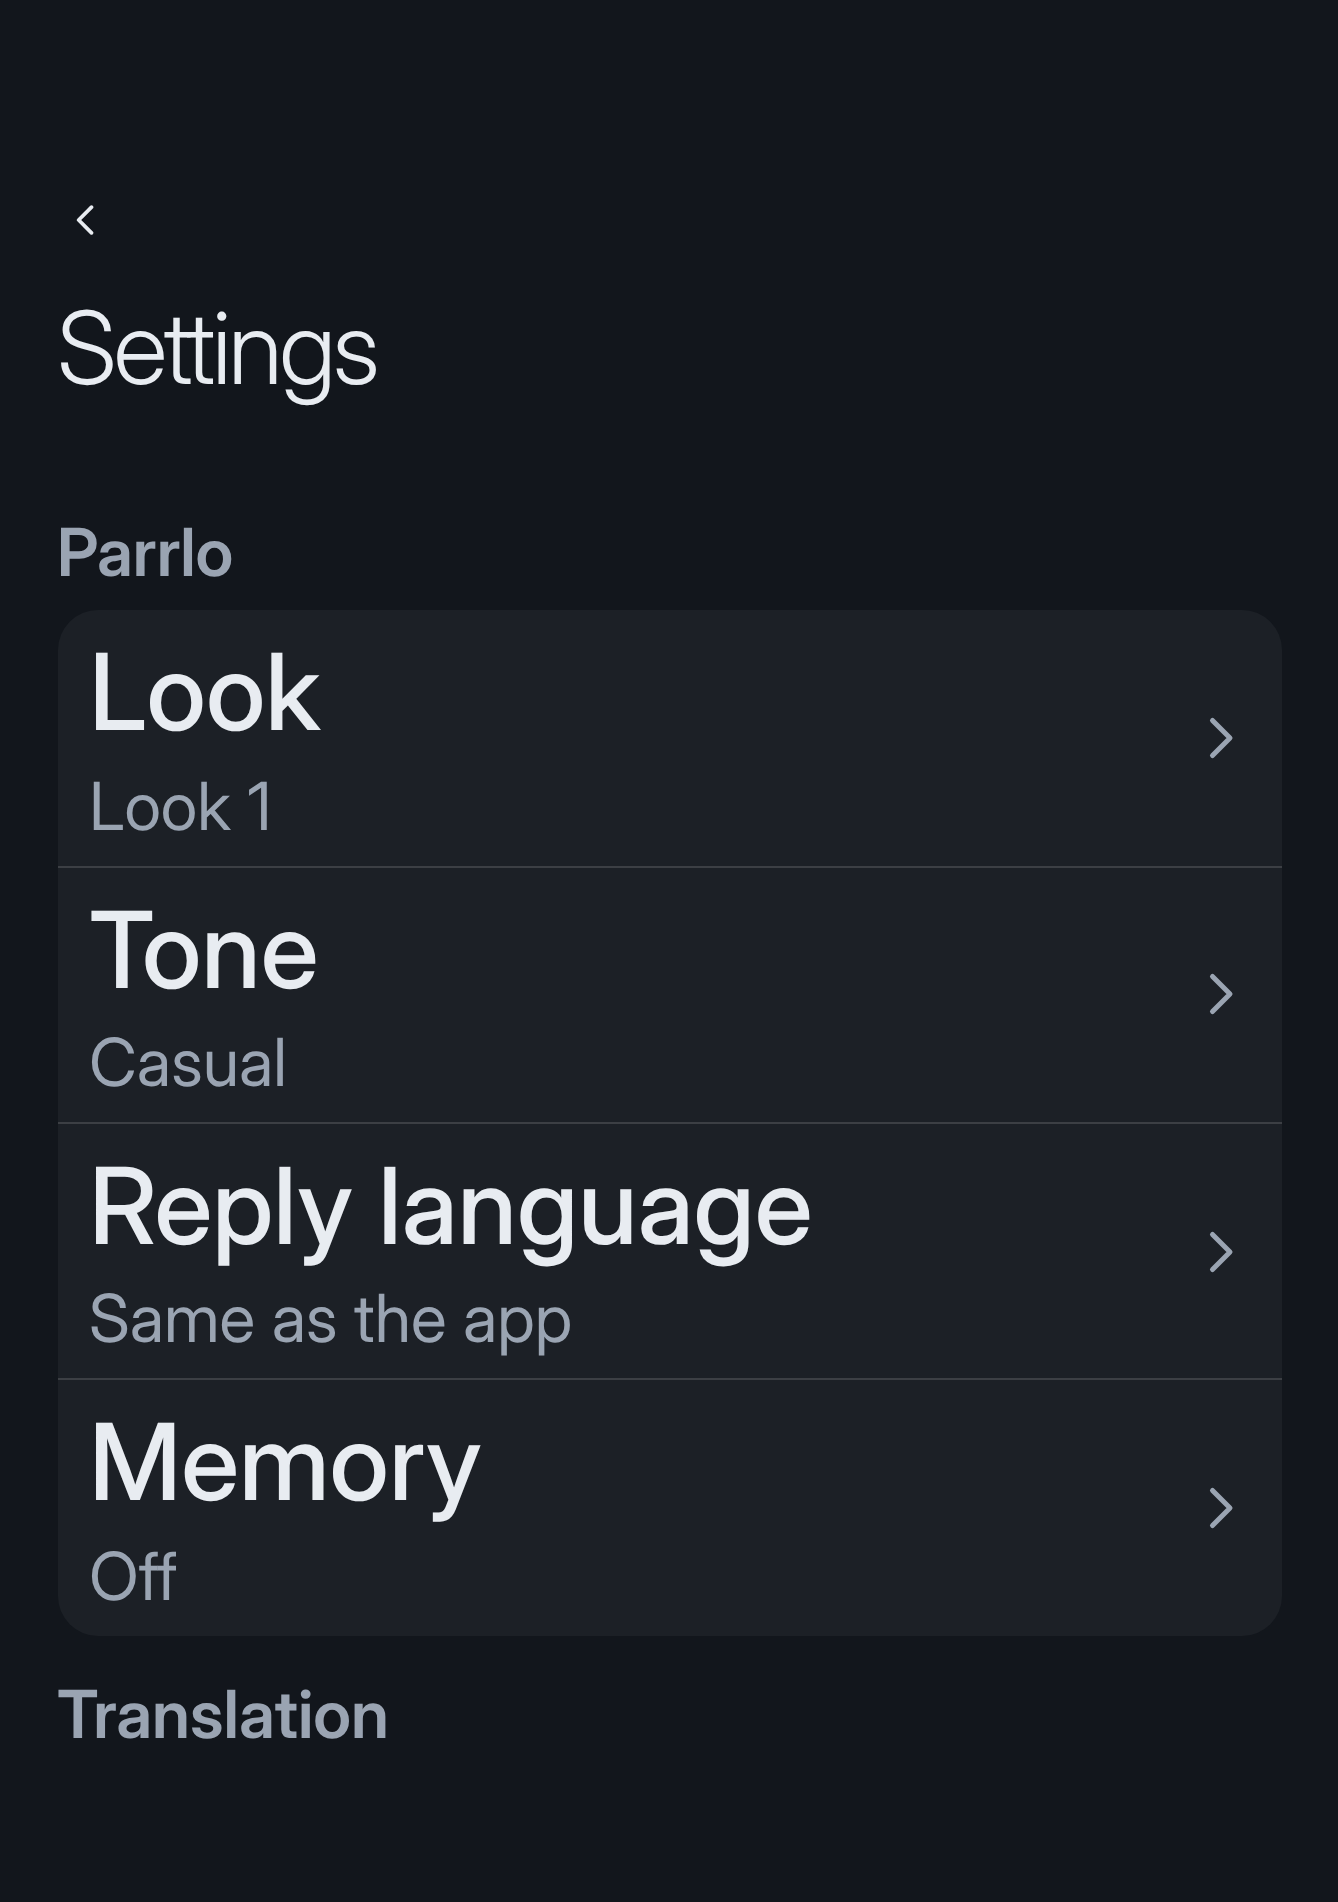 Settings
Parrlo
Look
Look 1
Tone
Casual
Reply language
Same as the app
Memory
Off
Translation